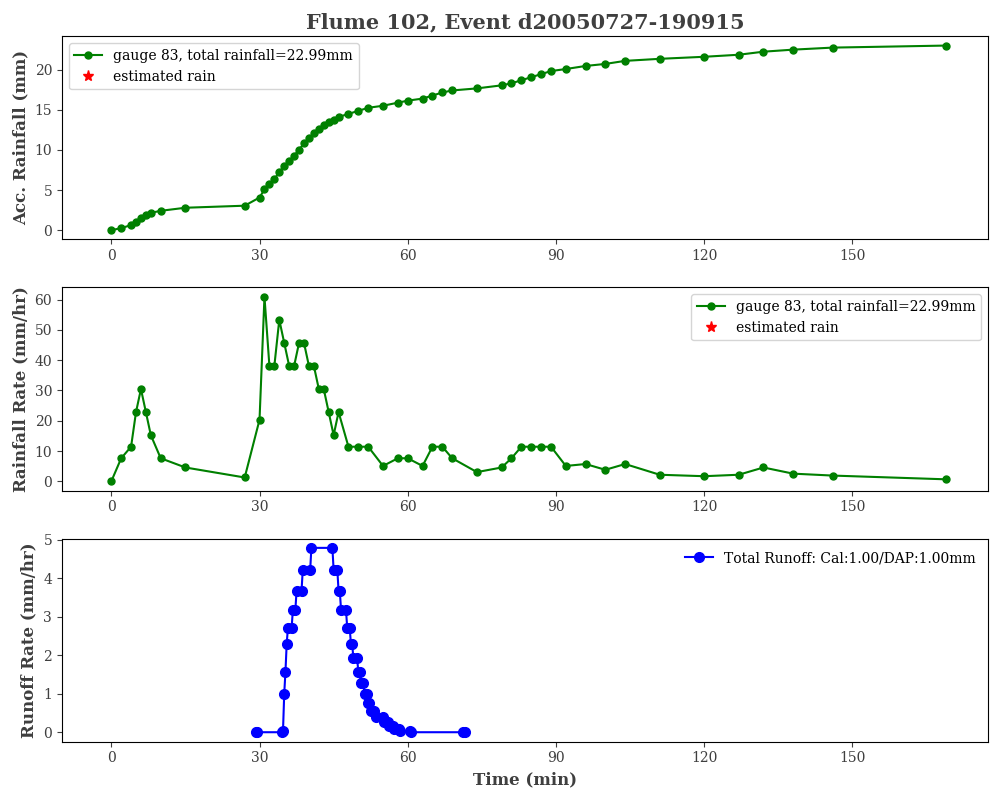 Flume 102, Event d20050727-190915
Acc. Rainfall (mm)
20
15
10
5
0
gauge 83, total rainfall=22.99mm
estimated rain
0 30 60 90 120 150
Rainfall Rate (mm/hr)
60
50
40
30
20
10
0
gauge 83, total rainfall=22.99mm
estimated rain
0 30 60 90 120 150
Runoff Rate (mm/hr)
5
4
3
2
1
0
Total Runoff: Cal:1.00/DAP:1.00mm
0 30 60 90 120 150
Time (min)